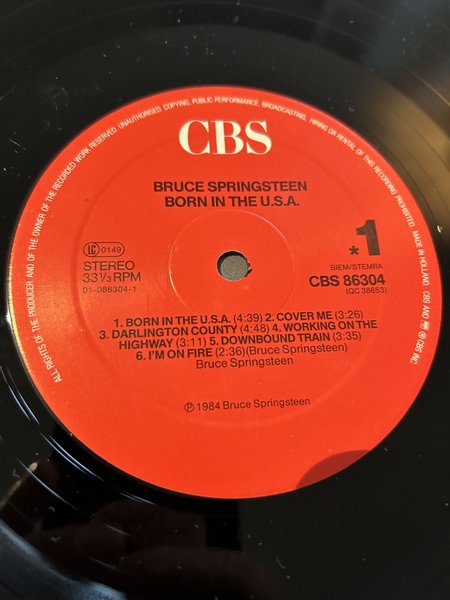 ALL RIGHTS OF THE PRODUCER AND OF THE OWNER OF THE RECORDED WORK RESERVED. UNAUTHORISED COPYING, PUBLIC PERFORMANCE, BROADCASTING, HIRING OR RENTAL OF THIS RECORDING PROHIBITED. MADE IN HOLLAND. CBS AND ® CBS INC.
CBS
BRUCE SPRINGSTEEN
BORN IN THE U.S.A.
*1
LC 0149
STEREO
33⅓ RPM
01-086304-1
BIEM/STEMRA
CBS 86304
(QC 38653)
1. BORN IN THE U.S.A. (4:39) 2. COVER ME (3:26)
3. DARLINGTON COUNTY (4:48) 4. WORKING ON THE
HIGHWAY (3:11) 5. DOWNBOUND TRAIN (3:35)
6. I'M ON FIRE (2:36)(Bruce Springsteen)
Bruce Springsteen
℗ 1984 Bruce Springsteen